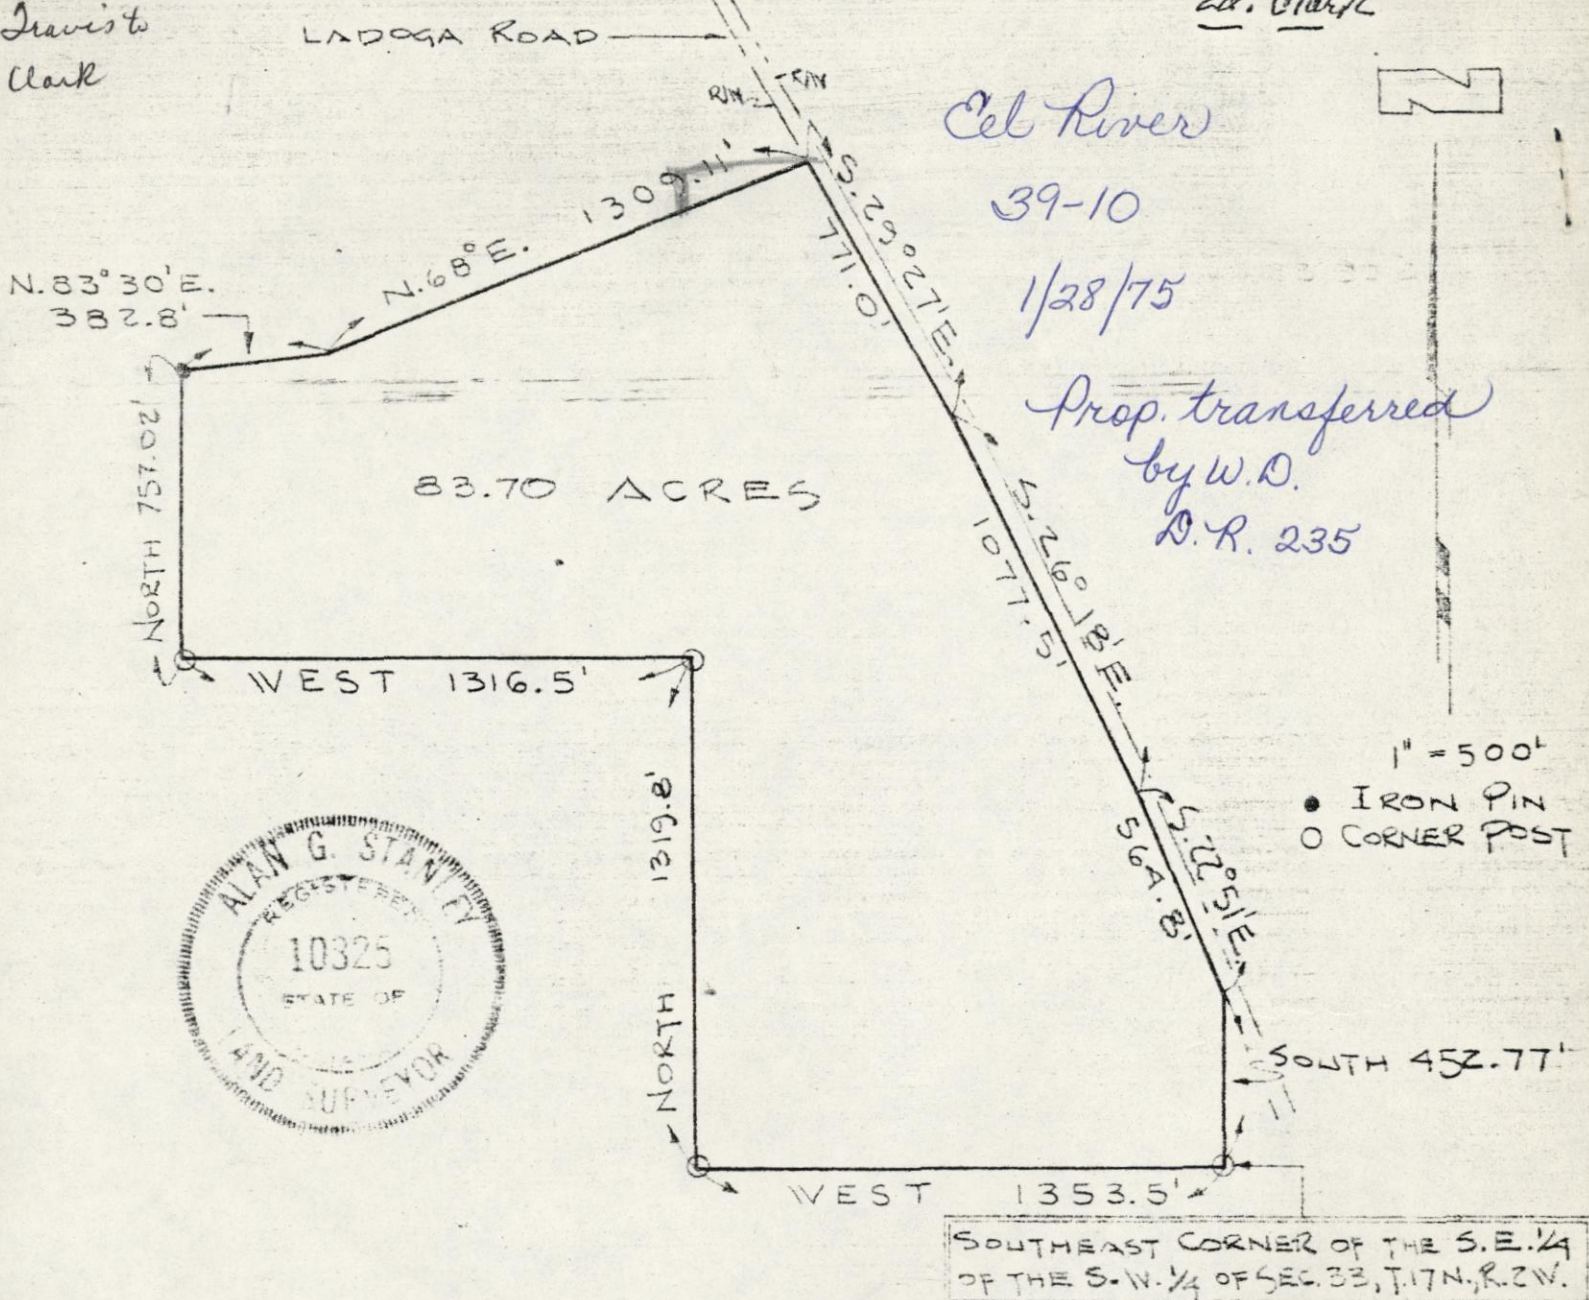 Travis to
Clark
LADOGA ROAD
Ed. Clark
R/W
R/W
N
Eel River
39-10
1/28/75
Prop. transferred
by W.D.
D.R. 235
N.83°30'E.
382.8'
N.68°E. 1309.11'
S.29°27'E.
771.0'
NORTH 757.02'
83.70 ACRES
S.26°18'E.
1077.5'
WEST 1316.5'
1" = 500'
● IRON PIN
○ CORNER POST
NORTH 1319.8'
S.22°51'E.
564.8'
ALAN G. STANLEY
REGISTERED
10325
STATE OF
LAND SURVEYOR
SOUTH 452.77'
WEST 1353.5'
SOUTHEAST CORNER OF THE S.E.1/4
OF THE S.W.1/4 OF SEC.33, T.17N., R.2W.